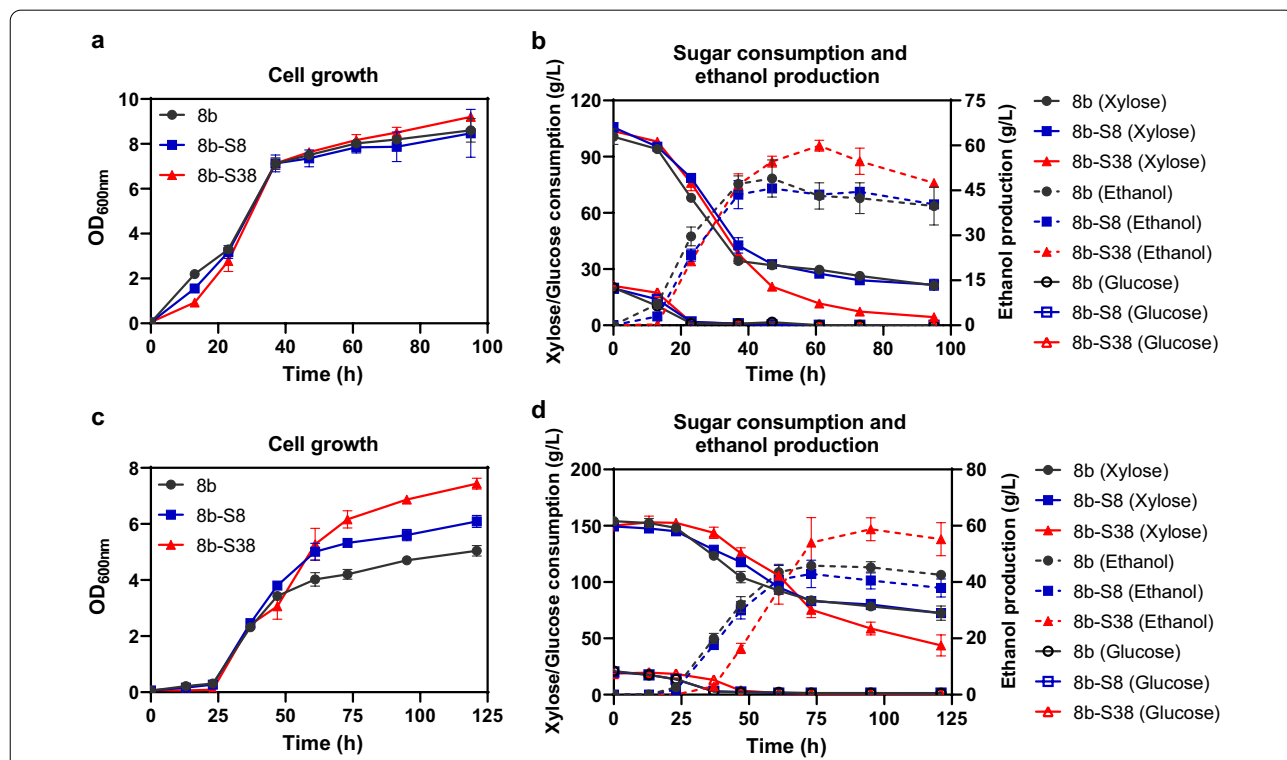 a
Cell growth
OD600nm
10
8
6
4
2
0
8b
8b-S8
8b-S38
0 20 40 60 80 100
Time (h)
b
Sugar consumption and
ethanol production
Xylose/Glucose consumption (g/L)
120
90
60
30
0
75
60
45
30
15
0
Ethanol production (g/L)
0 20 40 60 80 100
Time (h)
8b (Xylose)
8b-S8 (Xylose)
8b-S38 (Xylose)
8b (Ethanol)
8b-S8 (Ethanol)
8b-S38 (Ethanol)
8b (Glucose)
8b-S8 (Glucose)
8b-S38 (Glucose)
c
Cell growth
OD600nm
8
6
4
2
0
8b
8b-S8
8b-S38
0 25 50 75 100 125
Time (h)
d
Sugar consumption and
ethanol production
Xylose/Glucose consumption (g/L)
200
150
100
50
0
80
60
40
20
0
Ethanol production (g/L)
0 25 50 75 100 125
Time (h)
8b (Xylose)
8b-S8 (Xylose)
8b-S38 (Xylose)
8b (Ethanol)
8b-S8 (Ethanol)
8b-S38 (Ethanol)
8b (Glucose)
8b-S8 (Glucose)
8b-S38 (Glucose)